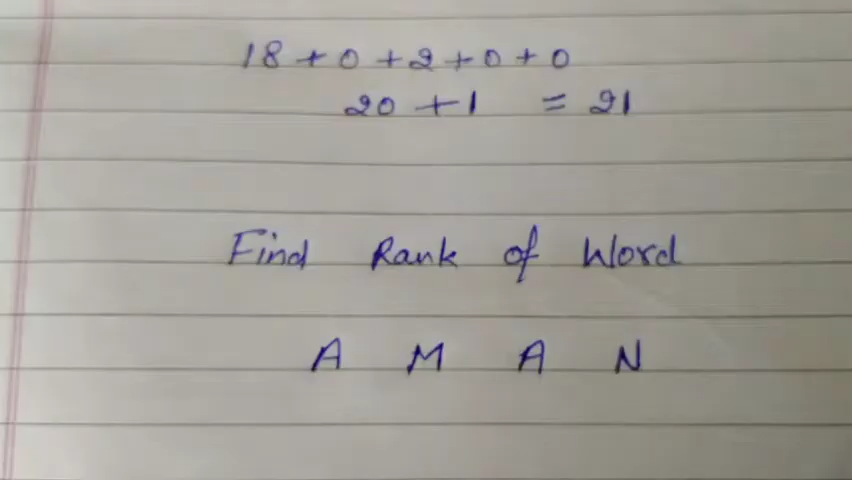 18 + 0 + 2 + 0 + 0
20 + 1 = 21
Find Rank of Word
A M A N